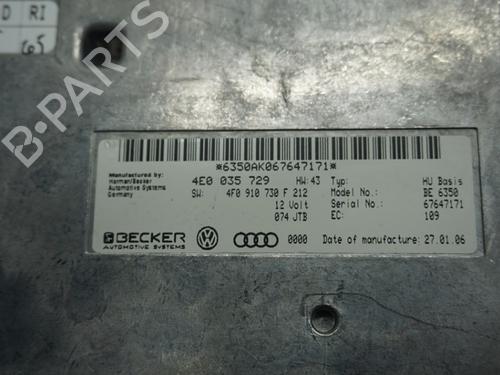 D RI
65
B-PARTS
*6350AK067647171*
Manufactured by:
Harman/Becker
Automotive Systems
Germany
4E0 035 729 HW:43 Typ: HU Basis
SW: 4F0 910 730 F 212 Model No.: BE 6350
12 Volt Serial No.: 67647171
074 JTB EC: 109
BECKER
AUTOMOTIVE SYSTEMS
0000 Date of manufacture: 27.01.06